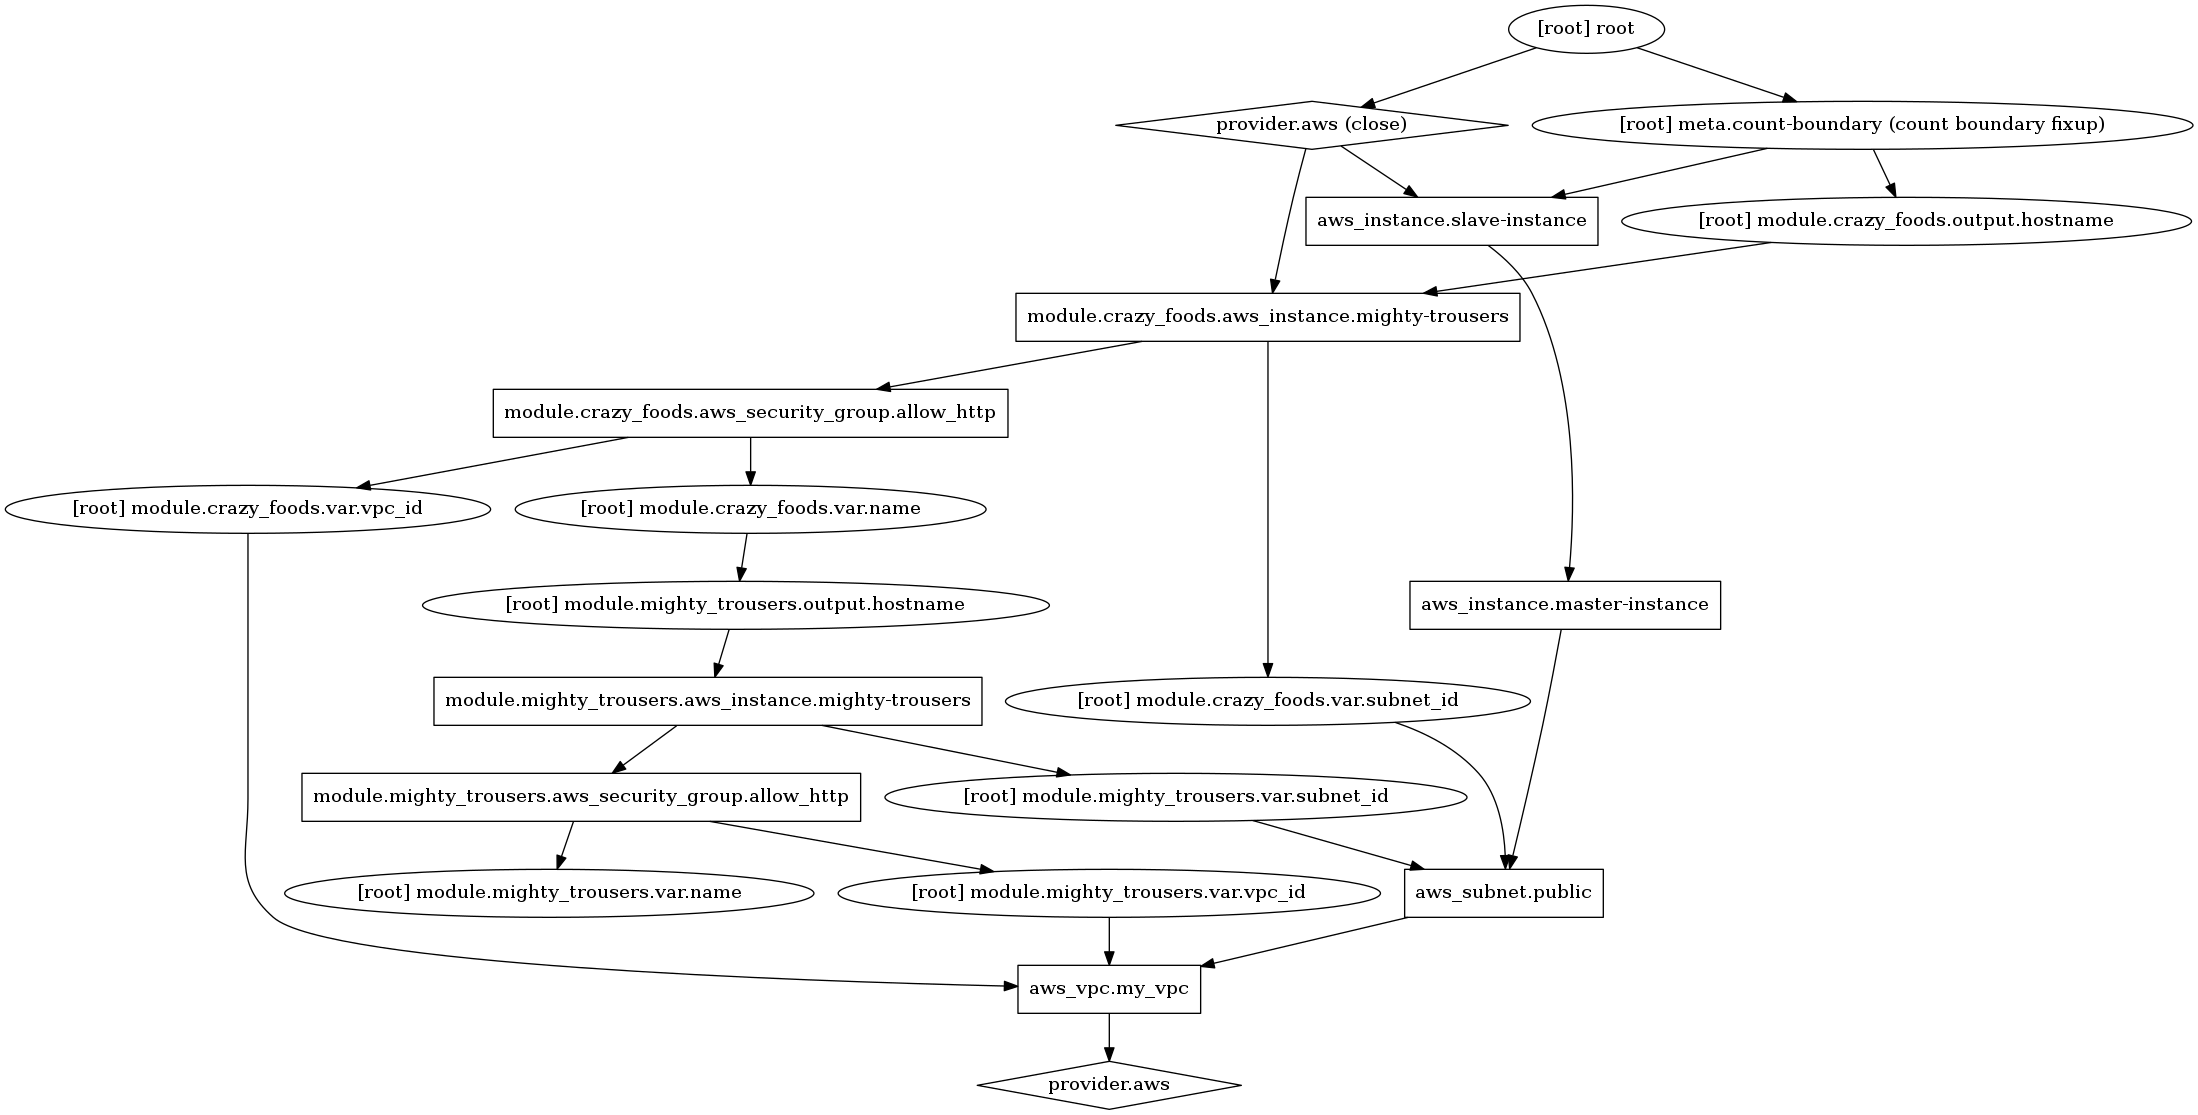 [root] root
provider.aws (close)
[root] meta.count-boundary (count boundary fixup)
aws_instance.slave-instance
[root] module.crazy_foods.output.hostname
module.crazy_foods.aws_instance.mighty-trousers
module.crazy_foods.aws_security_group.allow_http
[root] module.crazy_foods.var.vpc_id
[root] module.crazy_foods.var.name
[root] module.mighty_trousers.output.hostname
aws_instance.master-instance
module.mighty_trousers.aws_instance.mighty-trousers
[root] module.crazy_foods.var.subnet_id
module.mighty_trousers.aws_security_group.allow_http
[root] module.mighty_trousers.var.subnet_id
[root] module.mighty_trousers.var.name
[root] module.mighty_trousers.var.vpc_id
aws_subnet.public
aws_vpc.my_vpc
provider.aws